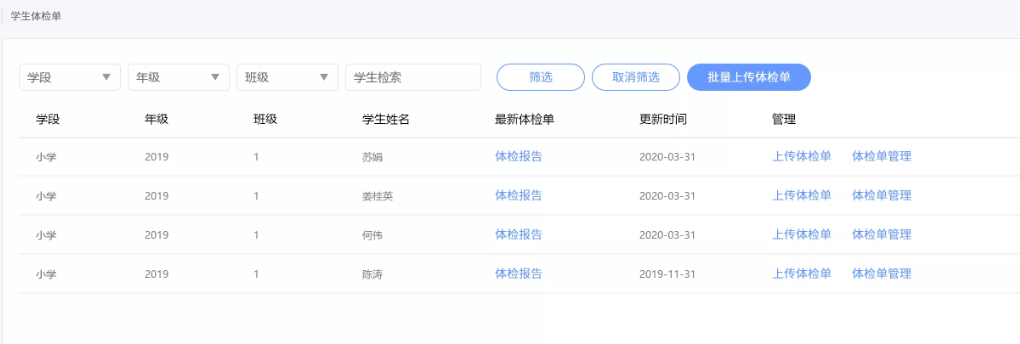 学生体检单
学段 年级 班级 学生检索 筛选 取消筛选 批量上传体检单
学段 年级 班级 学生姓名 最新体检单 更新时间 管理
小学 2019 1 苏娟 体检报告 2020-03-31 上传体检单 体检单管理
小学 2019 1 姜桂英 体检报告 2020-03-31 上传体检单 体检单管理
小学 2019 1 何伟 体检报告 2020-03-31 上传体检单 体检单管理
小学 2019 1 陈涛 体检报告 2019-11-31 上传体检单 体检单管理